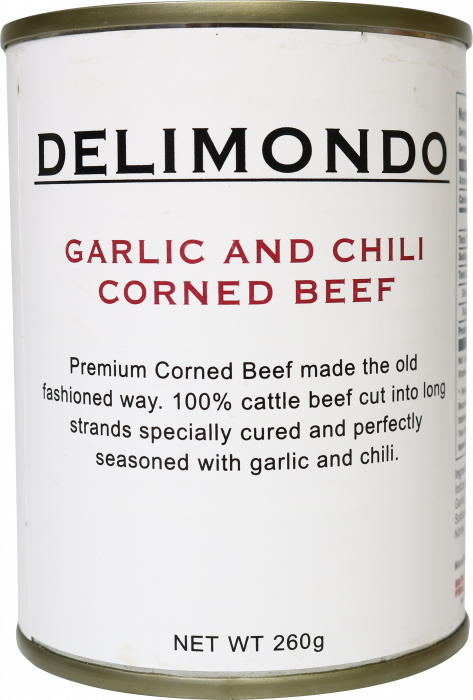 DELIMONDO
GARLIC AND CHILI
CORNED BEEF
Premium Corned Beef made the old
fashioned way. 100% cattle beef cut into long
strands specially cured and perfectly
seasoned with garlic and chili.
NET WT 260g